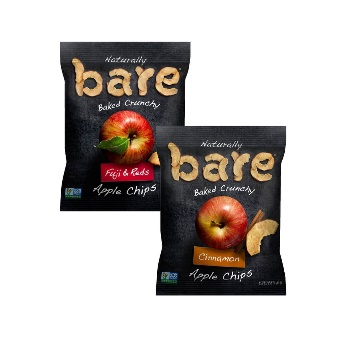 Naturally
bare
Baked Crunchy
Fuji & Reds
Apple Chips
Naturally
bare
Baked Crunchy
Cinnamon
Apple Chips